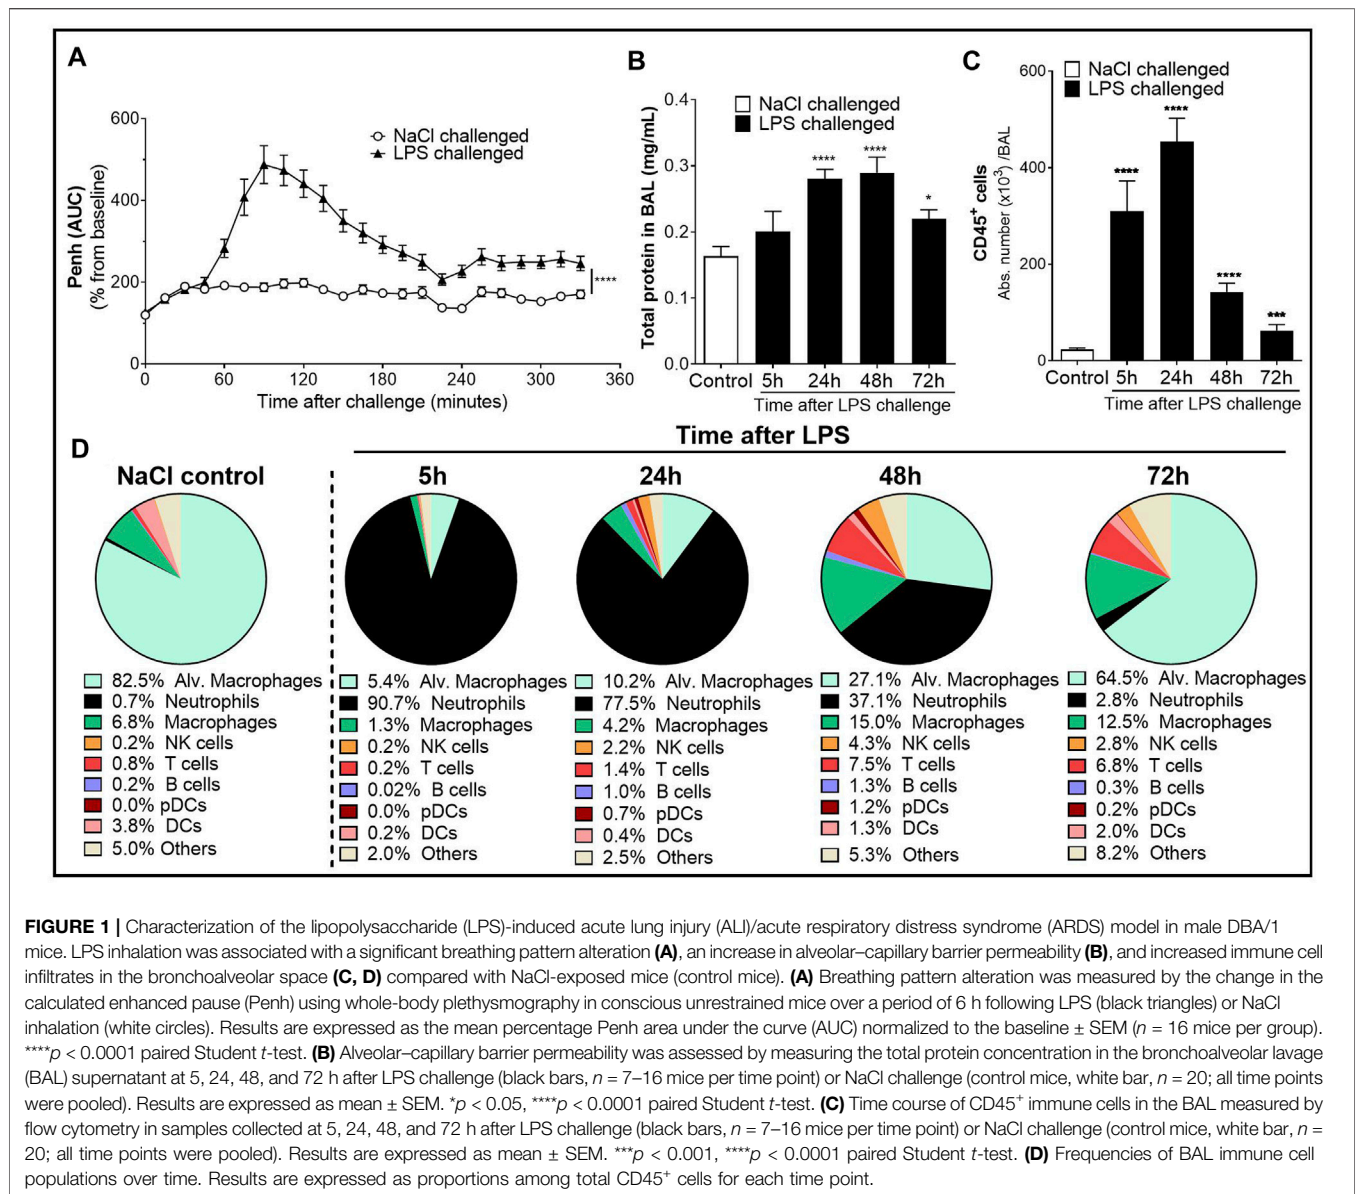 A
600
400
200
0
Penh (AUC)
(% from baseline)
NaCl challenged
LPS challenged
****
0 60 120 180 240 300 360
Time after challenge (minutes)
B
NaCl challenged
LPS challenged
0.4
0.3
0.2
0.1
0.0
Total protein in BAL (mg/mL)
**** **** *
Control 5h 24h 48h 72h
Time after LPS challenge
C
NaCl challenged
LPS challenged
600
400
200
0
CD45+ cells
Abs. number (x10³) /BAL
**** **** **** ***
Control 5h 24h 48h 72h
Time after LPS challenge
D
Time after LPS
NaCl control
82.5% Alv. Macrophages
0.7% Neutrophils
6.8% Macrophages
0.2% NK cells
0.8% T cells
0.2% B cells
0.0% pDCs
3.8% DCs
5.0% Others
5h
5.4% Alv. Macrophages
90.7% Neutrophils
1.3% Macrophages
0.2% NK cells
0.2% T cells
0.02% B cells
0.0% pDCs
0.2% DCs
2.0% Others
24h
10.2% Alv. Macrophages
77.5% Neutrophils
4.2% Macrophages
2.2% NK cells
1.4% T cells
1.0% B cells
0.7% pDCs
0.4% DCs
2.5% Others
48h
27.1% Alv. Macrophages
37.1% Neutrophils
15.0% Macrophages
4.3% NK cells
7.5% T cells
1.3% B cells
1.2% pDCs
1.3% DCs
5.3% Others
72h
64.5% Alv. Macrophages
2.8% Neutrophils
12.5% Macrophages
2.8% NK cells
6.8% T cells
0.3% B cells
0.2% pDCs
2.0% DCs
8.2% Others
FIGURE 1 | Characterization of the lipopolysaccharide (LPS)-induced acute lung injury (ALI)/acute respiratory distress syndrome (ARDS) model in male DBA/1
mice. LPS inhalation was associated with a significant breathing pattern alteration (A), an increase in alveolar–capillary barrier permeability (B), and increased immune cell
infiltrates in the bronchoalveolar space (C, D) compared with NaCl-exposed mice (control mice). (A) Breathing pattern alteration was measured by the change in the
calculated enhanced pause (Penh) using whole-body plethysmography in conscious unrestrained mice over a period of 6 h following LPS (black triangles) or NaCl
inhalation (white circles). Results are expressed as the mean percentage Penh area under the curve (AUC) normalized to the baseline ± SEM (n = 16 mice per group).
****p < 0.0001 paired Student t-test. (B) Alveolar–capillary barrier permeability was assessed by measuring the total protein concentration in the bronchoalveolar lavage
(BAL) supernatant at 5, 24, 48, and 72 h after LPS challenge (black bars, n = 7–16 mice per time point) or NaCl challenge (control mice, white bar, n = 20; all time points
were pooled). Results are expressed as mean ± SEM. *p < 0.05, ****p < 0.0001 paired Student t-test. (C) Time course of CD45+ immune cells in the BAL measured by
flow cytometry in samples collected at 5, 24, 48, and 72 h after LPS challenge (black bars, n = 7–16 mice per time point) or NaCl challenge (control mice, white bar, n =
20; all time points were pooled). Results are expressed as mean ± SEM. ***p < 0.001, ****p < 0.0001 paired Student t-test. (D) Frequencies of BAL immune cell
populations over time. Results are expressed as proportions among total CD45+ cells for each time point.